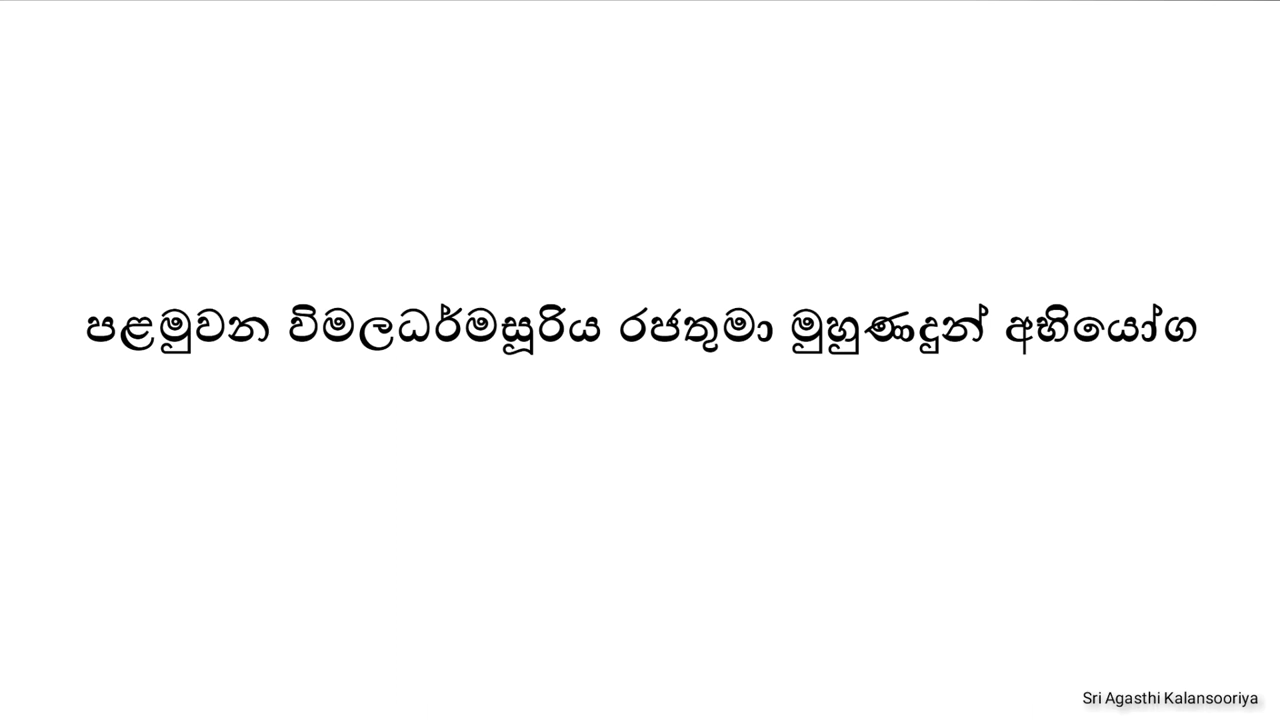 පළමුවන විමලධර්මසූරිය රජතුමා මුහුණදුන් අභියෝග
Sri Agasthi Kalansooriya